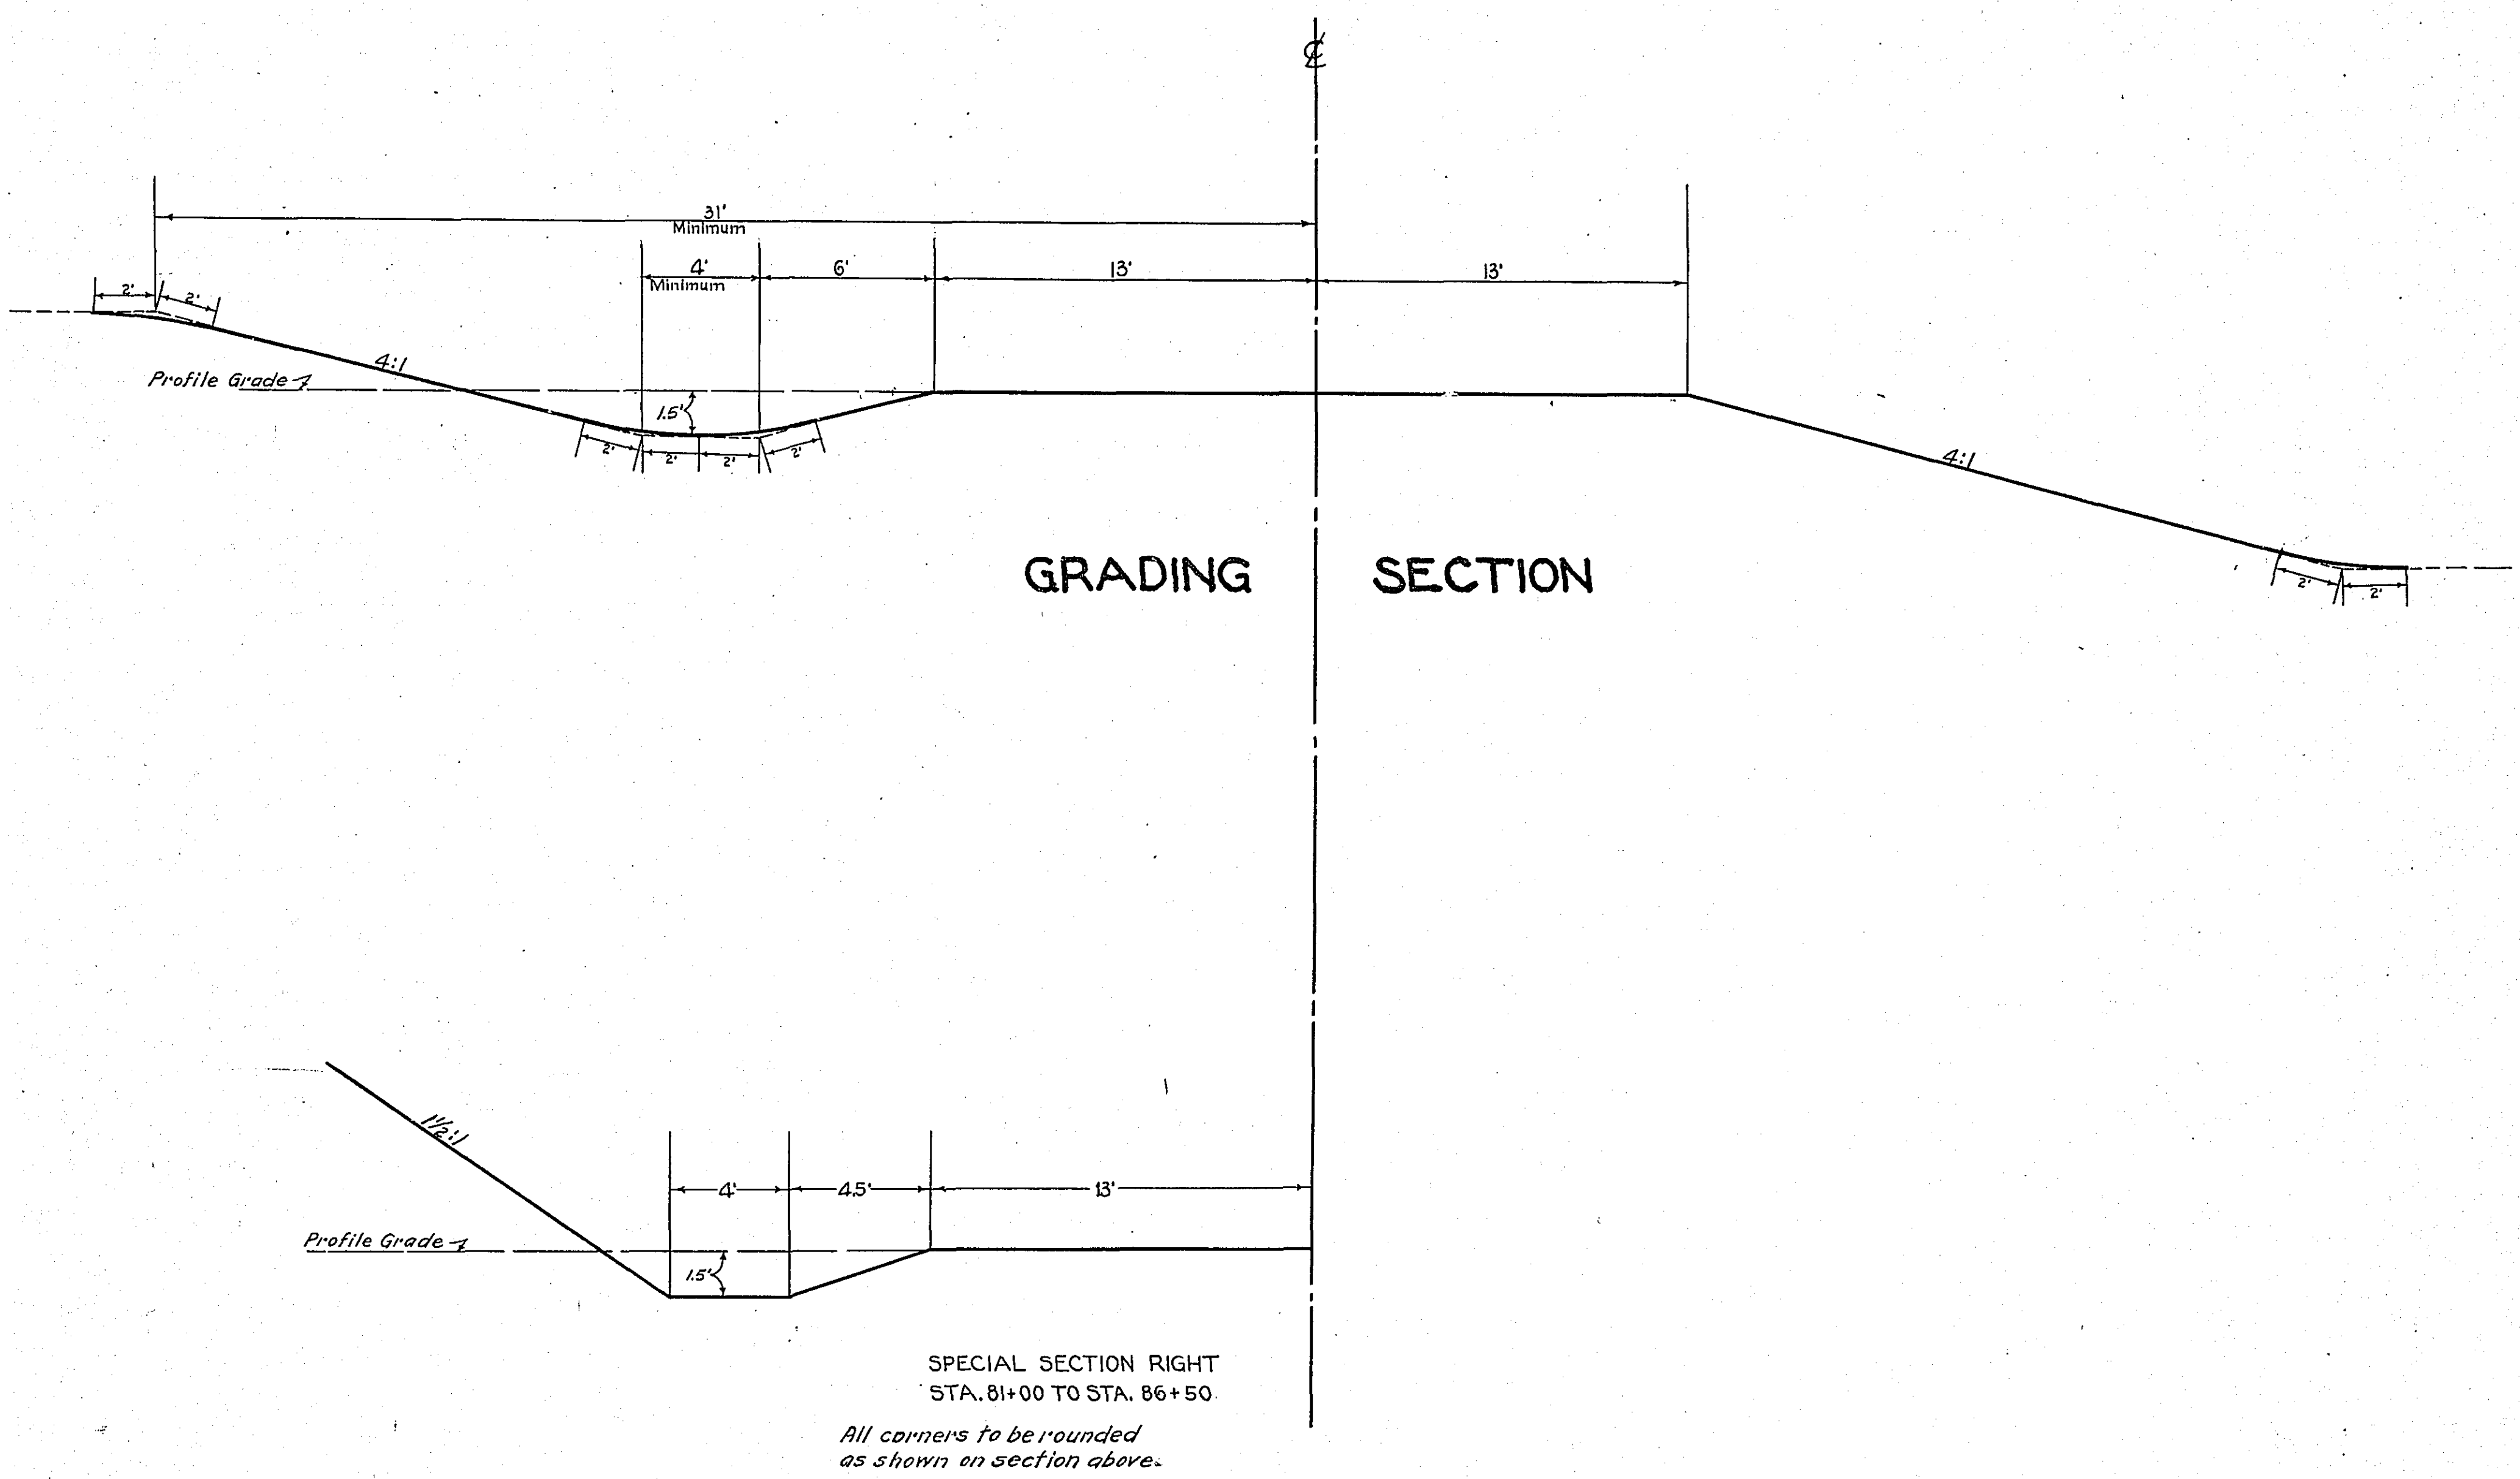 ℄
31'
Minimum
4' 6' 13' 13'
Minimum
2' 2'
4:1
Profile Grade
1.5'
2' 2' 2' 2'
4:1
2' 2'
GRADING SECTION
1½:1
4' 4.5' 13'
Profile Grade
1.5'
SPECIAL SECTION RIGHT
STA. 81+00 TO STA. 86+50
All corners to be rounded
as shown on section above.